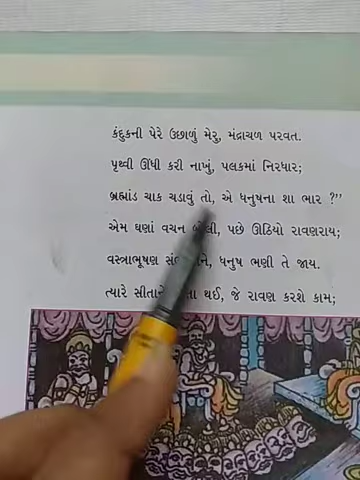 કંદુકની પેરે ઉછાળું મેરુ, મંદ્રાચળ પરવત.
પૃથ્વી ઊંધી કરી નાખું, પલકમાં નિરધાર;
બ્રહ્માંડ ચાક ચડાવું તો, એ ધનુષના શા ભાર ?”
એમ ઘણાં વચન પછે ઊઠિયો રાવણરાય;
વસ્ત્રાભૂષણ ધનુષ ભણી તે જાય.
ત્યારે સીતાને થઈ, જે રાવણ કરશે કામ;